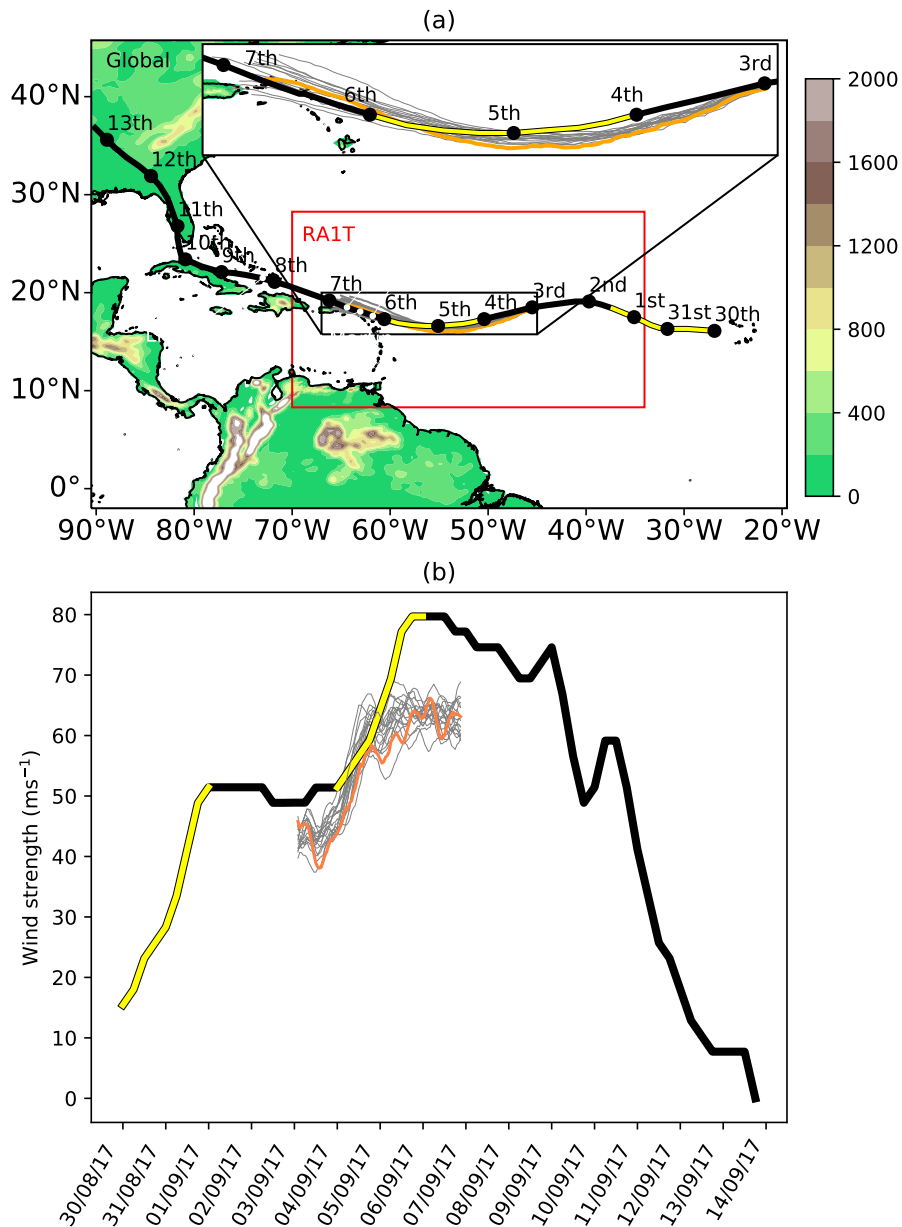 (a)
Global
7th
6th
5th
4th
3rd
13th
12th
11th
10th
9th
8th
7th
6th
5th
4th
3rd
2nd
1st
31st
30th
RA1T
40°N
30°N
20°N
10°N
0°
90°W
80°W
70°W
60°W
50°W
40°W
30°W
20°W
2000
1600
1200
800
400
0
(b)
Wind strength (ms⁻¹)
80
70
60
50
40
30
20
10
0
30/08/17
31/08/17
01/09/17
02/09/17
03/09/17
04/09/17
05/09/17
06/09/17
07/09/17
08/09/17
09/09/17
10/09/17
11/09/17
12/09/17
13/09/17
14/09/17